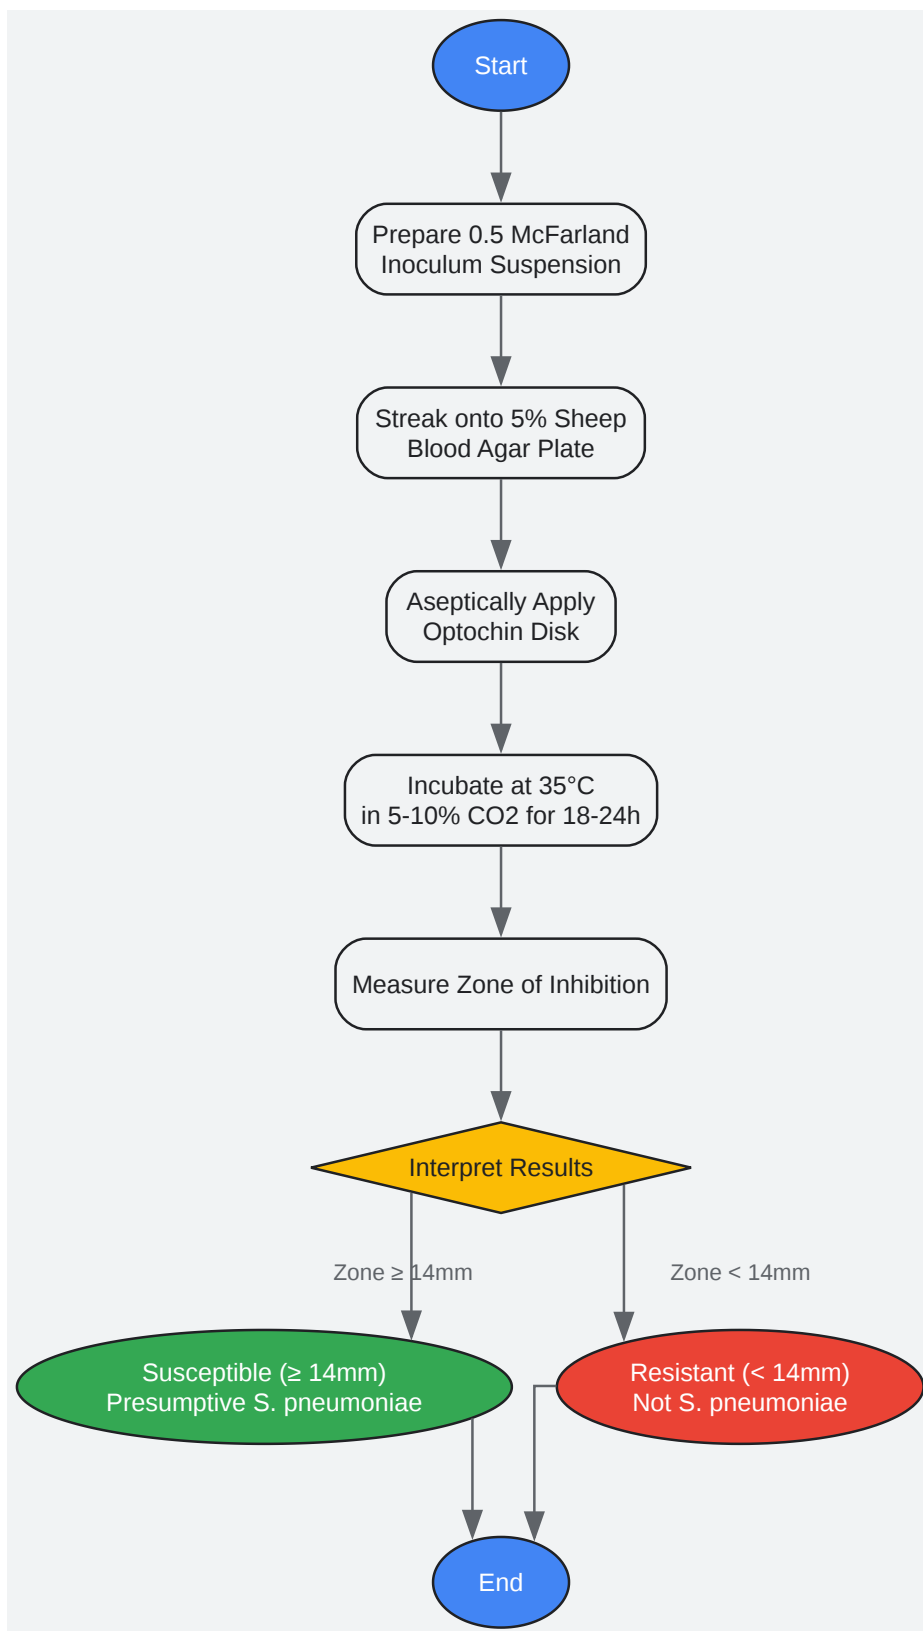 Start
Prepare 0.5 McFarland
Inoculum Suspension
Streak onto 5% Sheep
Blood Agar Plate
Aseptically Apply
Optochin Disk
Incubate at 35°C
in 5-10% CO2 for 18-24h
Measure Zone of Inhibition
Interpret Results
Zone ≥ 14mm
Zone < 14mm
Susceptible (≥ 14mm)
Presumptive S. pneumoniae
Resistant (< 14mm)
Not S. pneumoniae
End